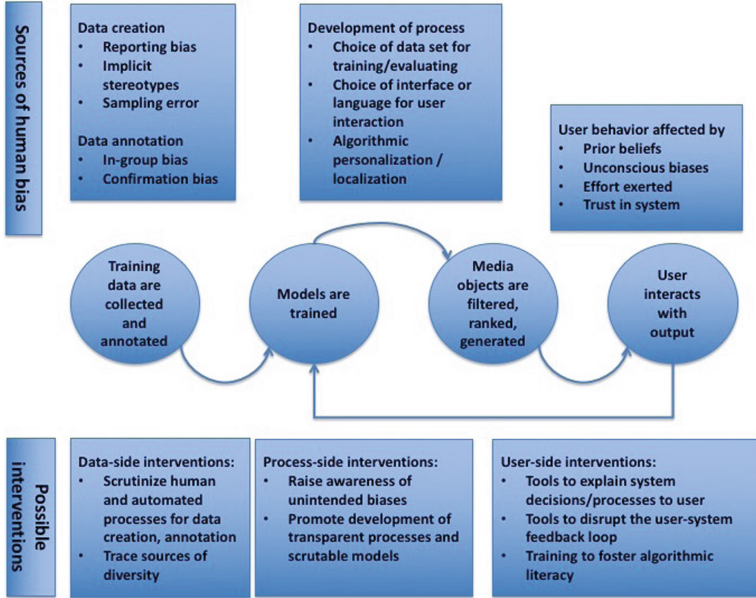 Sources of human
bias
Data creation
• Reporting bias
• Implicit
stereotypes
• Sampling error
Data annotation
• In-group bias
• Confirmation bias
Development of process
• Choice of data set for
training/evaluating
• Choice of interface or
language for user
interaction
• Algorithmic
personalization /
localization
User behavior affected by
• Prior beliefs
• Unconscious biases
• Effort exerted
• Trust in system
Training
data are
collected
and
annotated
Models are
trained
Media
objects are
filtered,
ranked,
generated
User
interacts
with
output
Possible
interventions
Data-side interventions:
• Scrutinize human
and automated
processes for data
creation, annotation
• Trace sources of
diversity
Process-side interventions:
• Raise awareness of
unintended biases
• Promote development of
transparent processes and
scrutable models
User-side interventions:
• Tools to explain system
decisions/processes to user
• Tools to disrupt the user-system
feedback loop
• Training to foster algorithmic
literacy